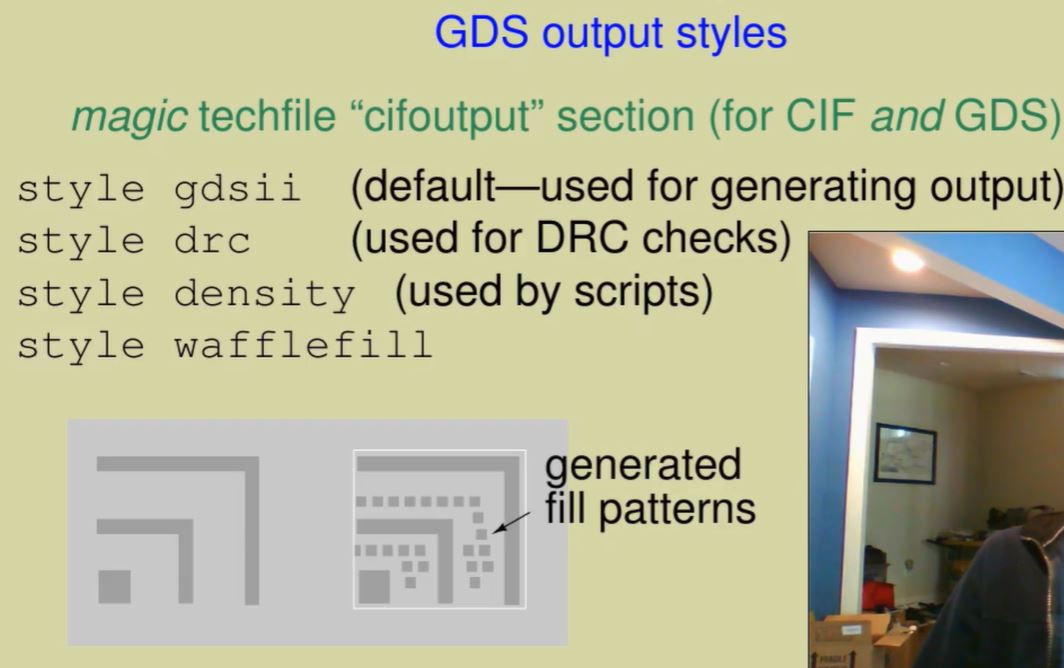 GDS output styles
magic techfile “cifoutput” section (for CIF and GDS)
style gdsii (default—used for generating output)
style drc (used for DRC checks)
style density (used by scripts)
style wafflefill
generated
fill patterns
FRAGILE